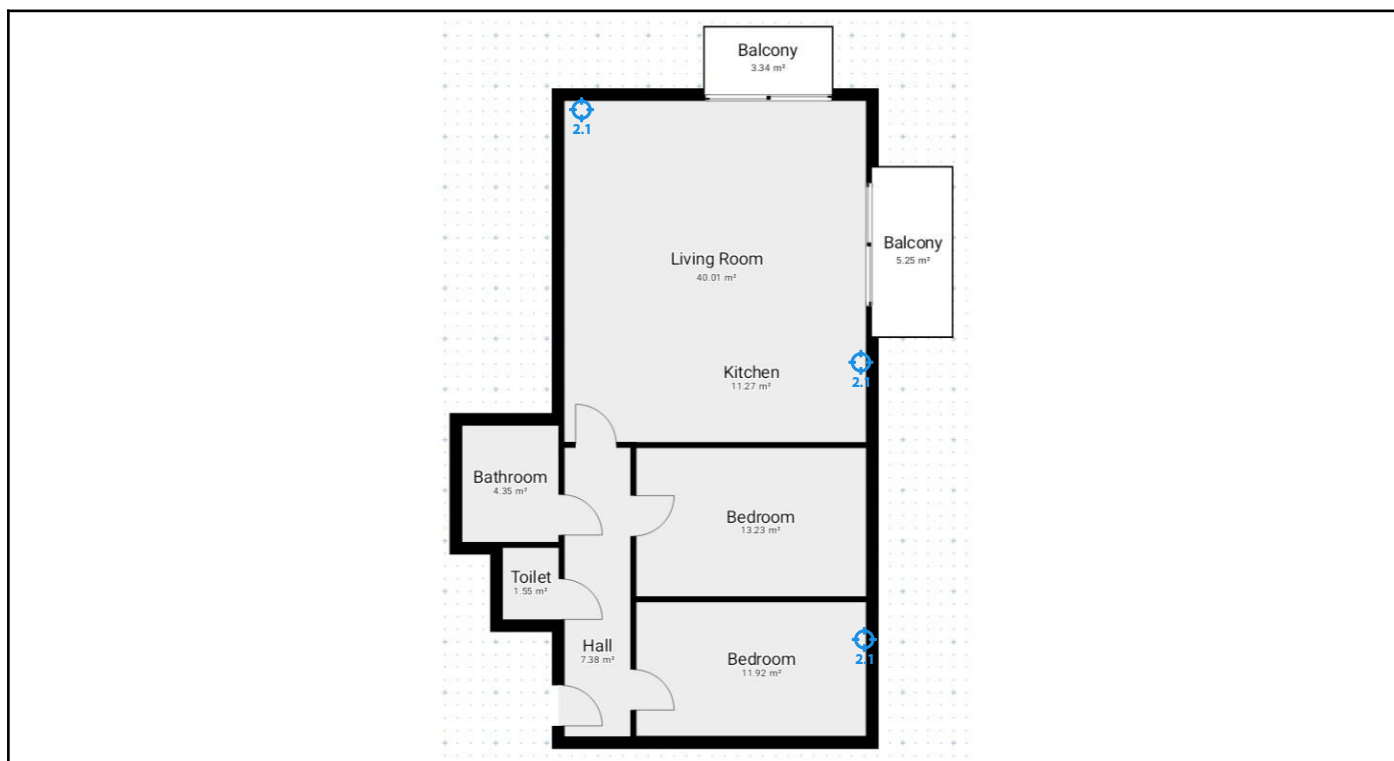 Balcony
3.34 m²
2.1
Balcony
5.25 m²
Living Room
40.01 m²
Kitchen
11.27 m²
2.1
Bathroom
4.35 m²
Bedroom
13.23 m²
Toilet
1.55 m²
Hall
7.38 m²
Bedroom
11.92 m²
2.1